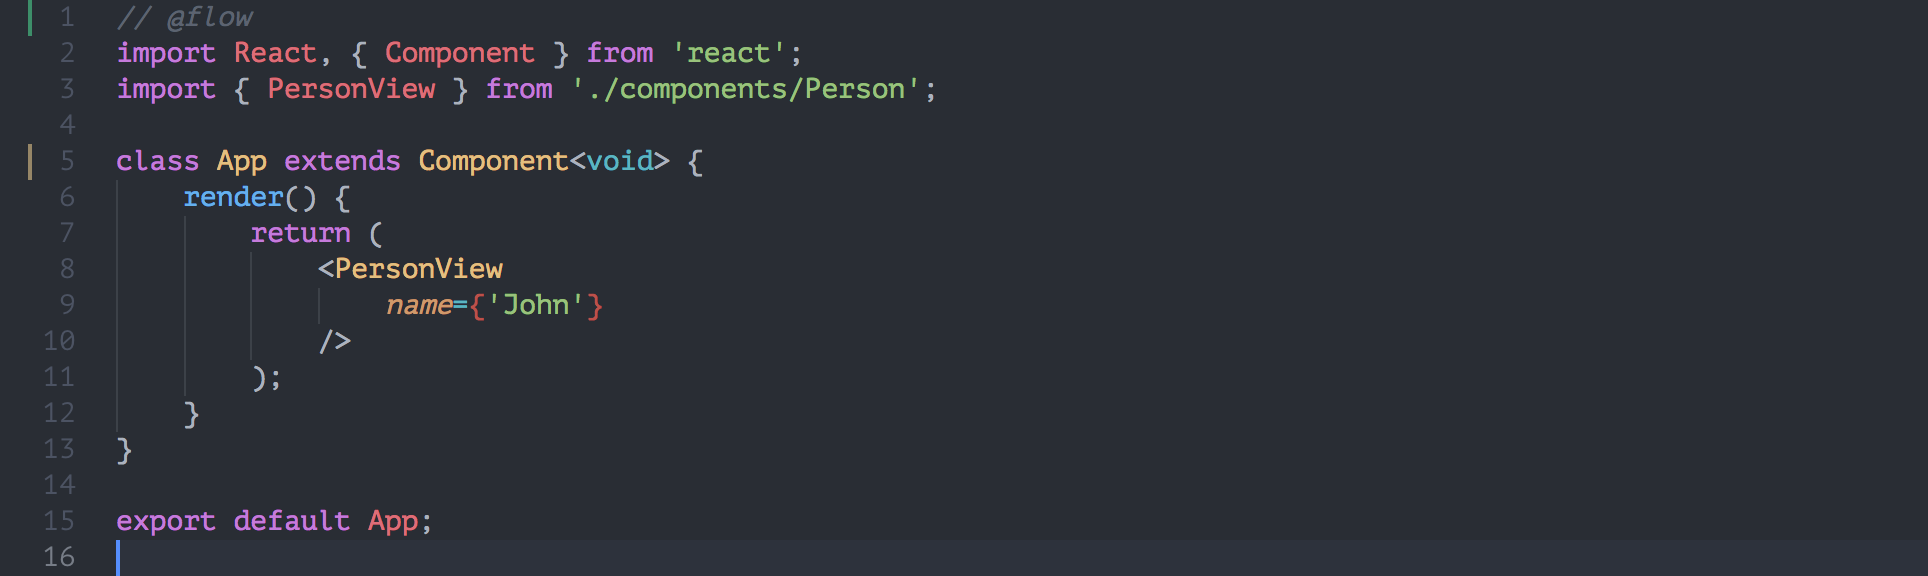 1 // @flow
2 import React, { Component } from 'react';
3 import { PersonView } from './components/Person';
4
5 class App extends Component<void> {
6     render() {
7         return (
8             <PersonView
9                 name={'John'}
10             />
11         );
12     }
13 }
14
15 export default App;
16